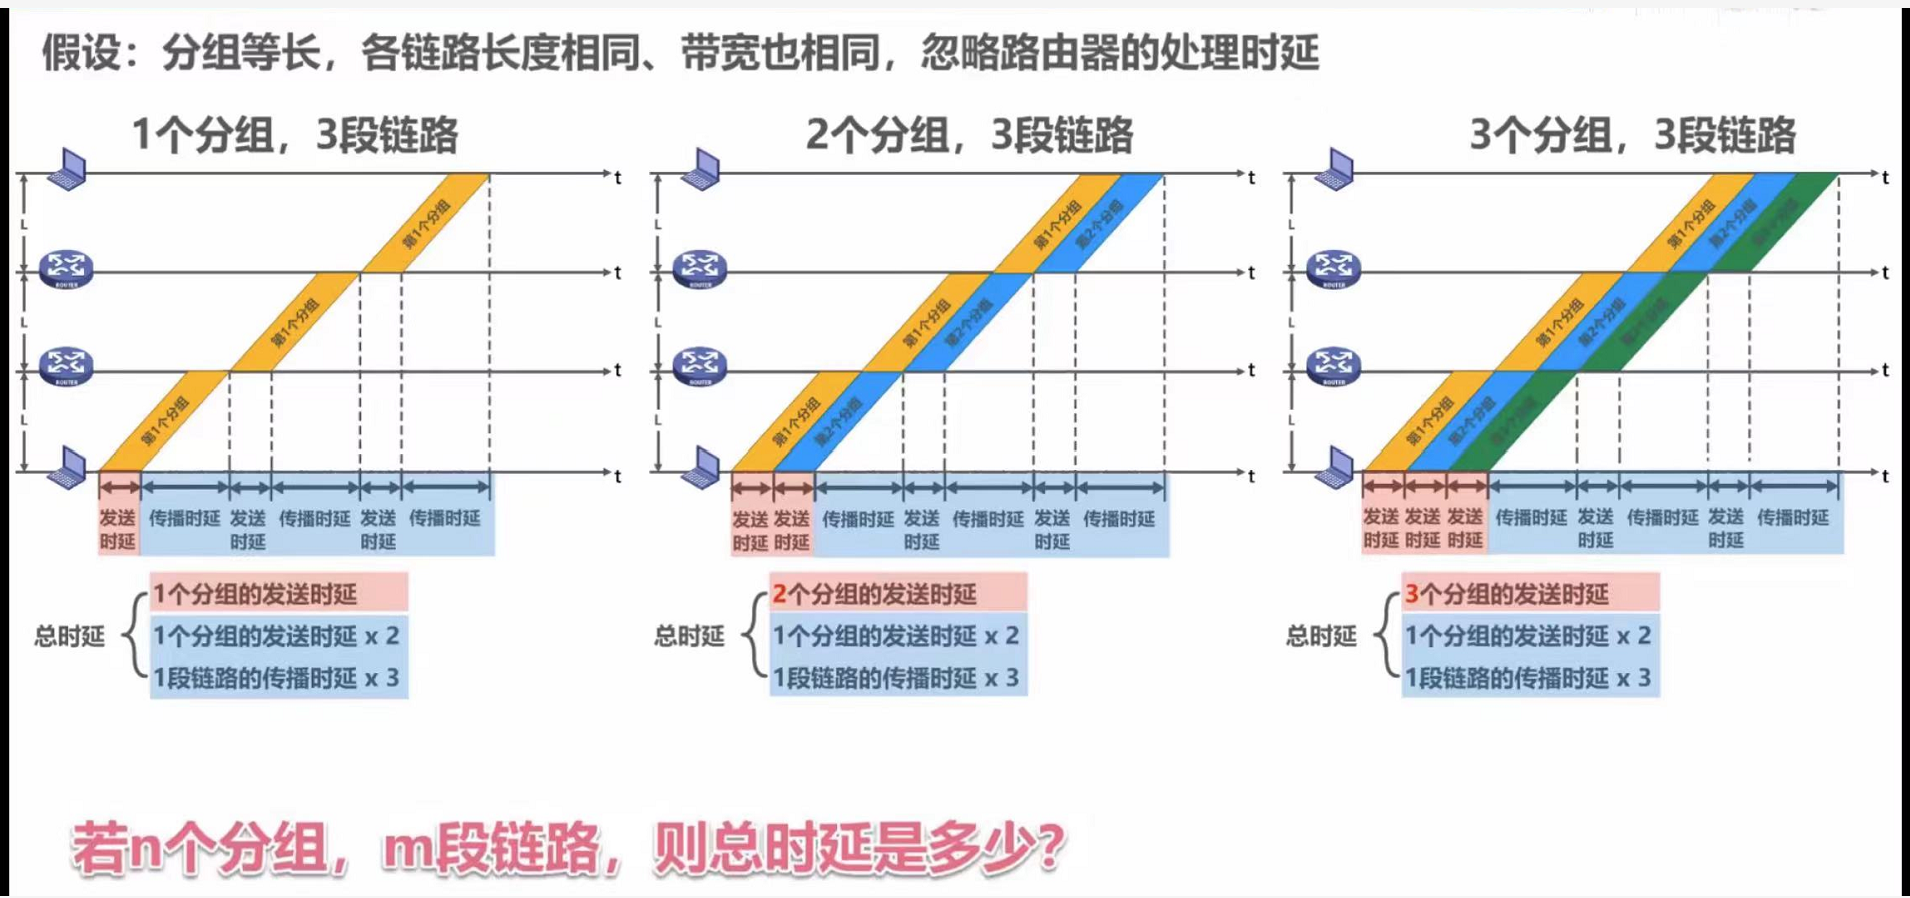 假设：分组等长，各链路长度相同、带宽也相同，忽略路由器的处理时延
1个分组，3段链路
t
L
第1个分组
ROUTER
t
L
第1个分组
ROUTER
t
L
第1个分组
t
发送时延
传播时延
发送时延
传播时延
发送时延
传播时延
总时延
1个分组的发送时延
1个分组的发送时延 x 2
1段链路的传播时延 x 3
2个分组，3段链路
t
L
第1个分组
第2个分组
ROUTER
t
L
第1个分组
第2个分组
ROUTER
t
L
第1个分组
第2个分组
t
发送时延
发送时延
传播时延
发送时延
传播时延
发送时延
传播时延
总时延
2个分组的发送时延
1个分组的发送时延 x 2
1段链路的传播时延 x 3
3个分组，3段链路
t
L
第1个分组
第2个分组
ROUTER
t
L
第1个分组
第2个分组
ROUTER
t
L
第1个分组
第2个分组
t
发送时延
发送时延
发送时延
传播时延
发送时延
传播时延
发送时延
传播时延
总时延
3个分组的发送时延
1个分组的发送时延 x 2
1段链路的传播时延 x 3
若n个分组，m段链路，则总时延是多少？